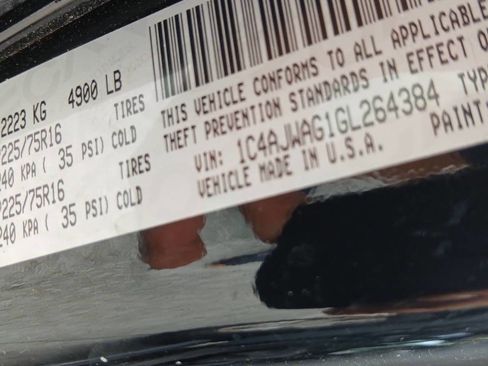 2223 KG 4900 LB
225/75R16 TIRES
240 KPA ( 35 PSI) COLD
225/75R16 TIRES
240 KPA ( 35 PSI) COLD
THIS VEHICLE CONFORMS TO ALL APPLICABLE
THEFT PREVENTION STANDARDS IN EFFECT
VIN: 1C4AJWAG1GL264384 TYP
VEHICLE MADE IN U.S.A. PAINT: